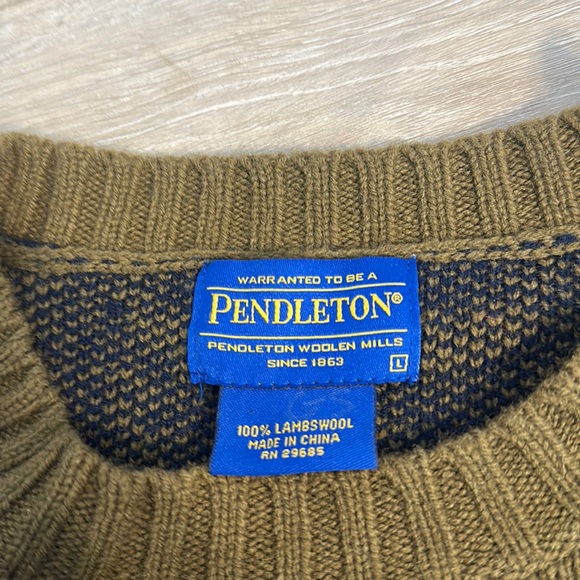 WARRANTED TO BE A
PENDLETON®
PENDLETON WOOLEN MILLS
SINCE 1863
L
100% LAMBSWOOL
MADE IN CHINA
RN 29685